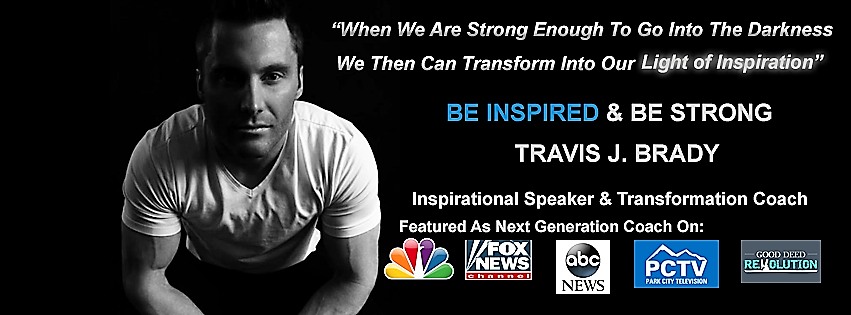 “When We Are Strong Enough To Go Into The Darkness
We Then Can Transform Into Our Light of Inspiration”
BE INSPIRED & BE STRONG
TRAVIS J. BRADY
Inspirational Speaker & Transformation Coach
Featured As Next Generation Coach On:
FOX
NEWS
channel
abc
NEWS
PCTV
PARK CITY TELEVISION
GOOD DEED
REVOLUTION